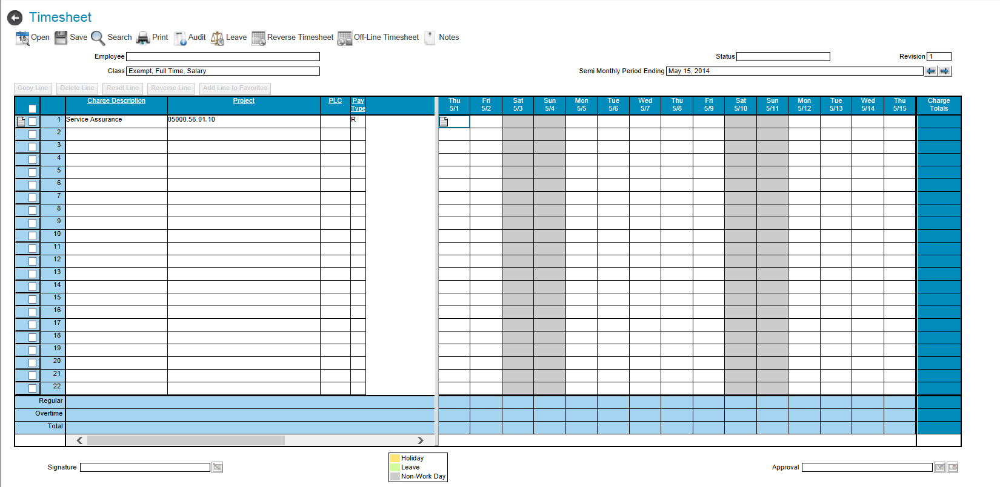 Timesheet
Open Save Search Print Audit Leave Reverse Timesheet Off-Line Timesheet Notes
Employee Status Revision 1
Class Exempt, Full Time, Salary Semi Monthly Period Ending May 15, 2014
Copy Line Delete Line Reset Line Reverse Line Add Line to Favorites
Charge Description Project PLC Pay Thu Fri Sat Sun Mon Tue Wed Thu Fri Sat Sun Mon Tue Wed Thu Charge
Type 5/1 5/2 5/3 5/4 5/5 5/6 5/7 5/8 5/9 5/10 5/11 5/12 5/13 5/14 5/15 Totals
1 Service Assurance 05000.56.01.10 R
2
3
4
5
6
7
8
9
10
11
12
13
14
15
16
17
18
19
20
21
22
Regular
Overtime
Total
Holiday
Signature Leave Approval
Non-Work Day